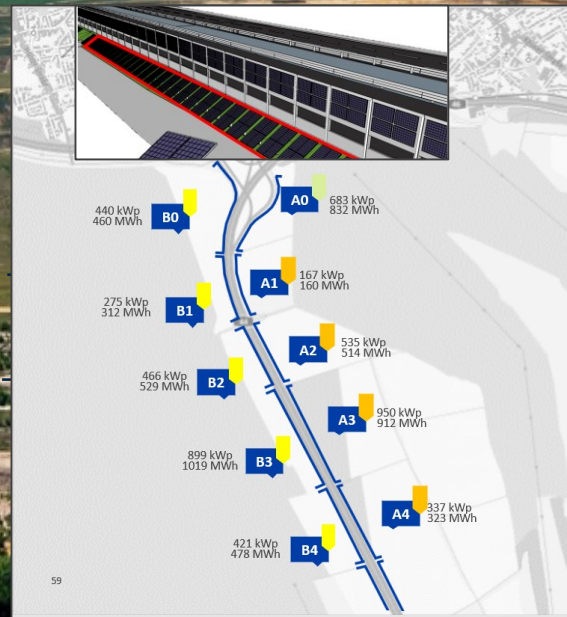 A0
683 kWp
832 MWh
440 kWp
460 MWh
B0
A1
167 kWp
160 MWh
275 kWp
312 MWh
B1
A2
535 kWp
514 MWh
466 kWp
529 MWh
B2
A3
950 kWp
912 MWh
899 kWp
1019 MWh
B3
A4
337 kWp
323 MWh
421 kWp
478 MWh
B4
59